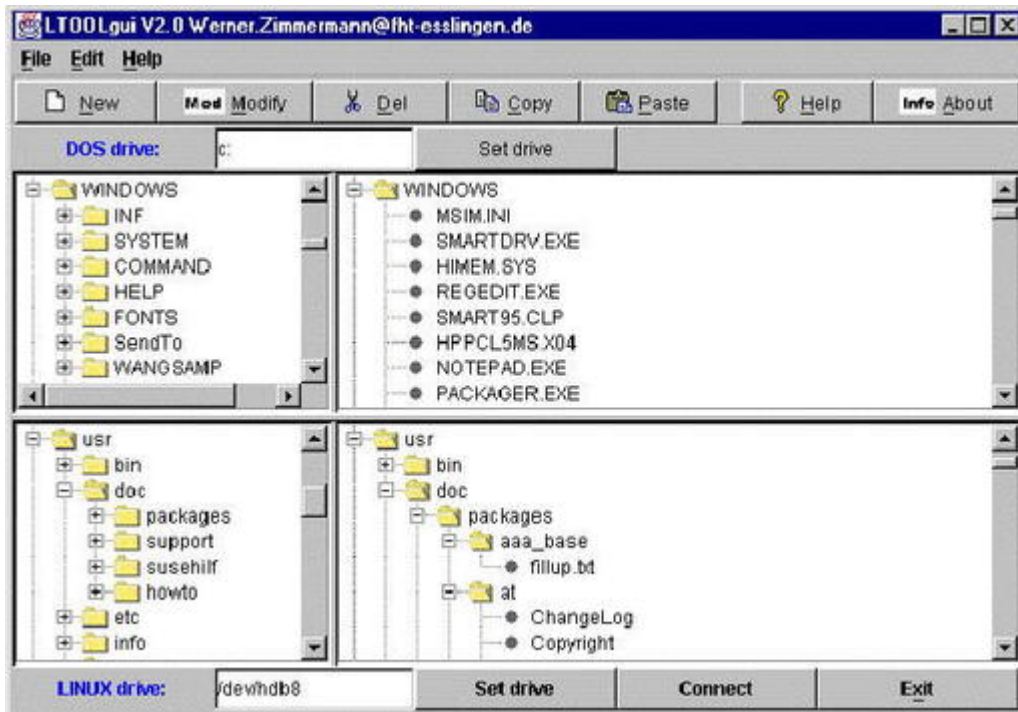 LTOOLgui V2.0 Werner.Zimmermann@fht-esslingen.de
File Edit Help
New Mod Modify Del Copy Paste Help Info About
DOS drive: c: Set drive
WINDOWS
INF
SYSTEM
COMMAND
HELP
FONTS
SendTo
WANGSAMP
WINDOWS
MSIM.INI
SMARTDRV.EXE
HIMEM.SYS
REGEDIT.EXE
SMART95.CLP
HPPCL5MS.X04
NOTEPAD.EXE
PACKAGER.EXE
usr
bin
doc
packages
support
susehilf
howto
etc
info
usr
bin
doc
packages
aaa_base
fillup.txt
at
ChangeLog
Copyright
LINUX drive: /dev/hdb8 Set drive Connect Exit